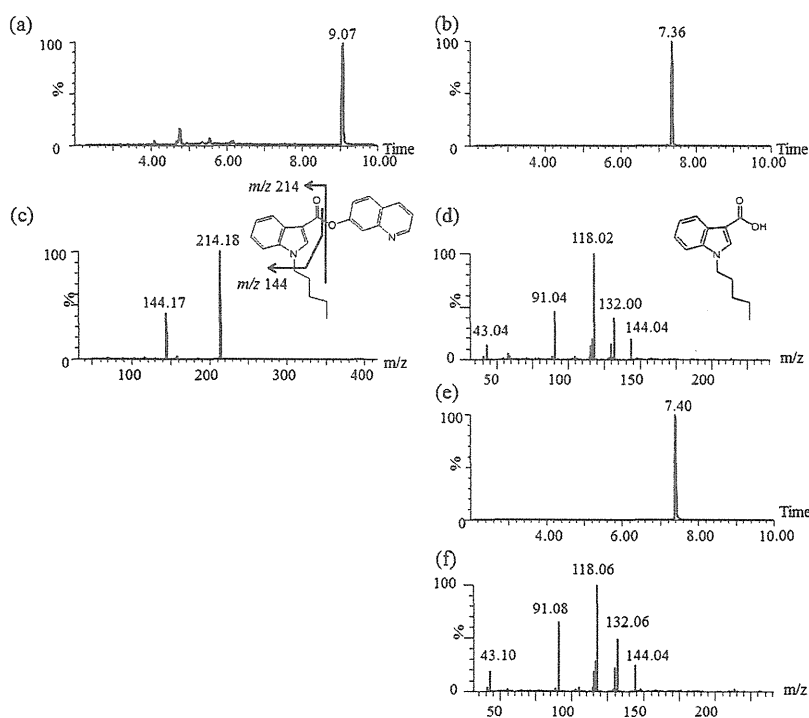 (a)
9.07
100
%
0
4.00 6.00 8.00 10.00
Time
(b)
7.36
100
%
0
4.00 6.00 8.00 10.00
Time
(c)
m/z 214
O
O
N
N
m/z 144
214.18
144.17
100
%
0
100 200 300 400
m/z
(d)
O
OH
N
118.02
91.04
132.00
43.04
144.04
100
%
0
50 100 150 200
m/z
(e)
7.40
100
%
0
4.00 6.00 8.00 10.00
Time
(f)
118.06
91.08
132.06
43.10
144.04
100
%
0
50 100 150 200
m/z